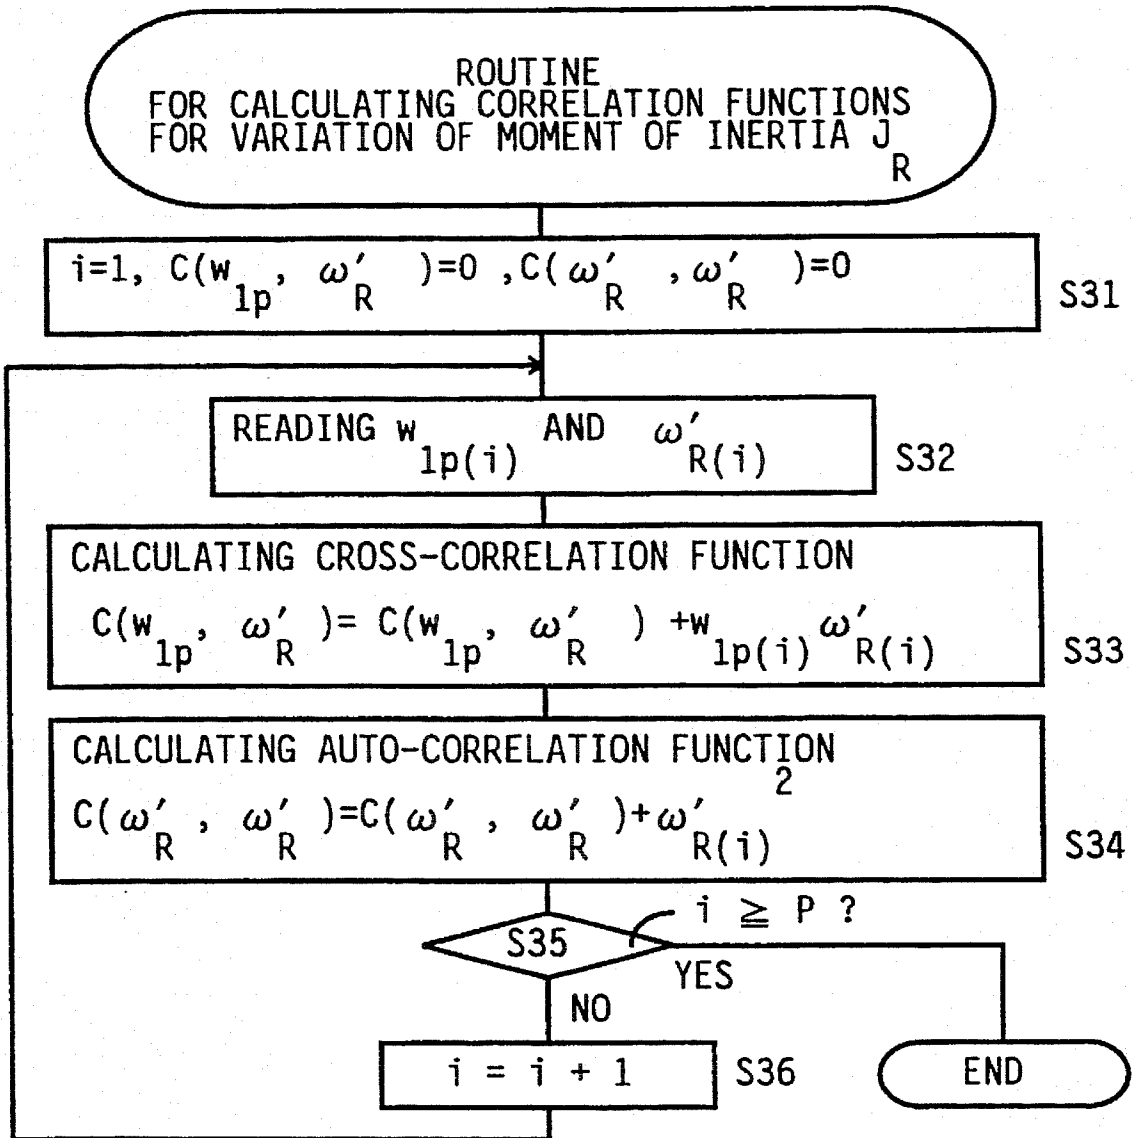 ROUTINE
FOR CALCULATING CORRELATION FUNCTIONS
FOR VARIATION OF MOMENT OF INERTIA J_R
i=1, C(w_1p, ω′_R)=0 ,C(ω′_R ,ω′_R)=0
S31
READING w_1p(i) AND ω′_R(i)
S32
CALCULATING CROSS-CORRELATION FUNCTION
C(w_1p, ω′_R)= C(w_1p, ω′_R) +w_1p(i) ω′_R(i)
S33
CALCULATING AUTO-CORRELATION FUNCTION
C(ω′_R , ω′_R)=C(ω′_R , ω′_R)+ω′_R(i)^2
S34
i ≧ P ?
S35
YES
NO
i = i + 1
S36
END